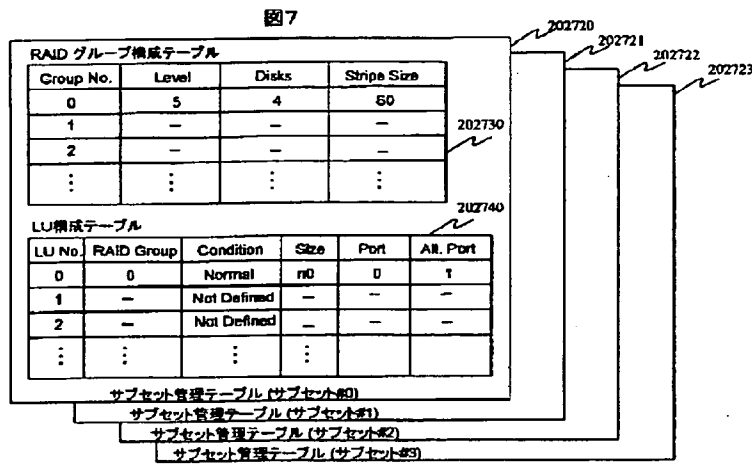 図7
202720
202721
202722
202723
RAID グループ構成テーブル
Group No. Level Disks Stripe Size
0 5 4 S0
1 – – –
2 – – –
⋮ ⋮ ⋮ ⋮
202730
LU構成テーブル
202740
LU No. RAID Group Condition Size Port Alt. Port
0 0 Normal n0 0 1
1 – Not Defined – – –
2 – Not Defined – – –
⋮ ⋮ ⋮ ⋮
サブセット管理テーブル (サブセット#0)
サブセット管理テーブル (サブセット#1)
サブセット管理テーブル (サブセット#2)
サブセット管理テーブル (サブセット#3)